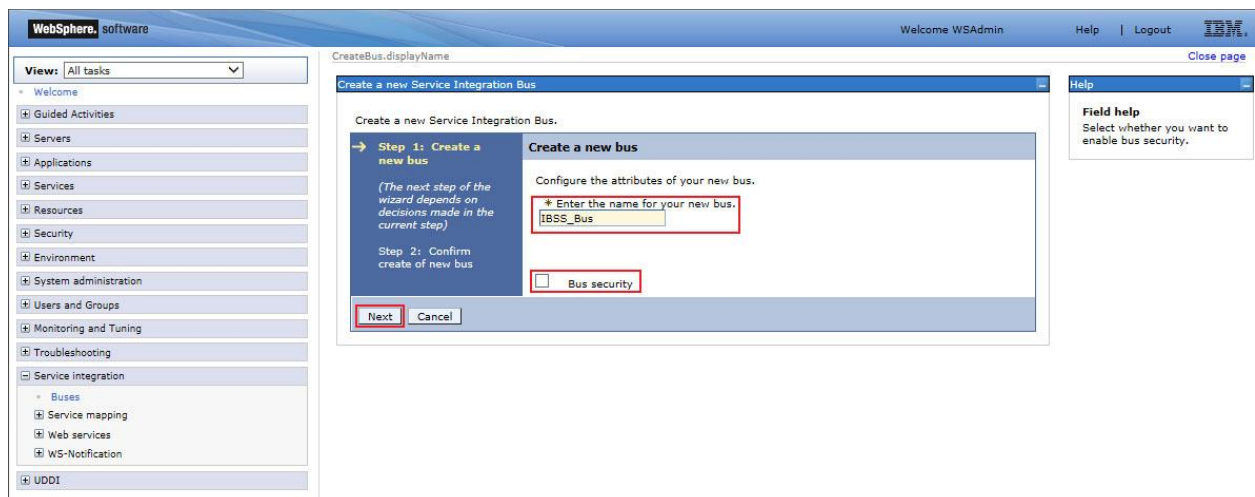 WebSphere. software
Welcome WSAdmin
Help | Logout
IBM.
View: All tasks
Welcome
Guided Activities
Servers
Applications
Services
Resources
Security
Environment
System administration
Users and Groups
Monitoring and Tuning
Troubleshooting
Service integration
Buses
Service mapping
Web services
WS-Notification
UDDI
CreateBus.displayName
Close page
Create a new Service Integration Bus
Create a new Service Integration Bus.
Step 1: Create a
new bus
(The next step of the
wizard depends on
decisions made in the
current step)
Step 2: Confirm
create of new bus
Create a new bus
Configure the attributes of your new bus.
* Enter the name for your new bus.
IBSS_Bus
Bus security
Next Cancel
Help
Field help
Select whether you want to
enable bus security.